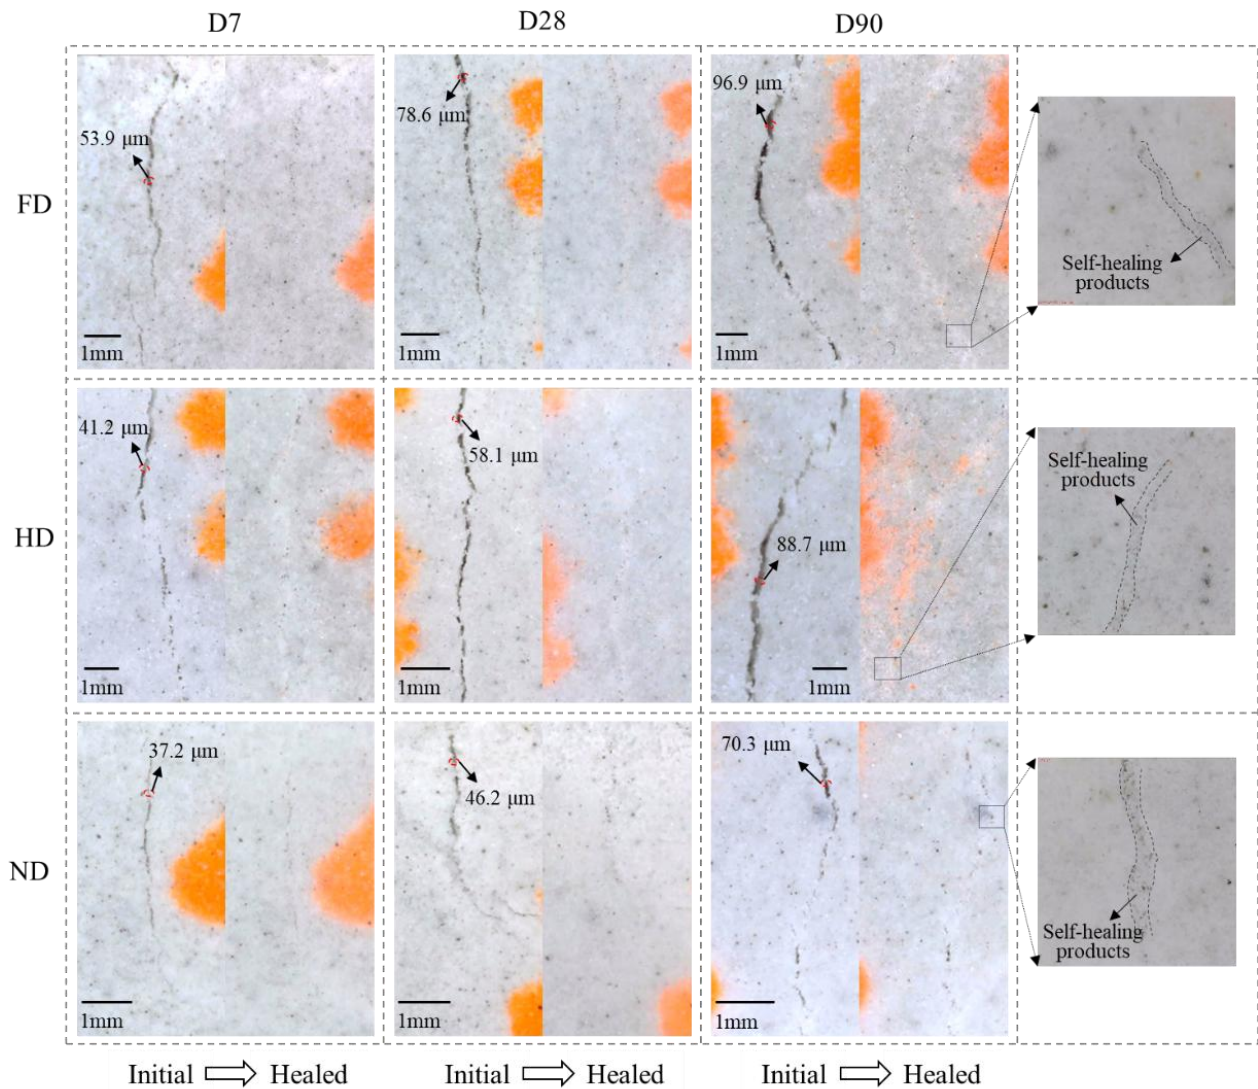 D7
D28
D90
FD
53.9 μm
1mm
78.6 μm
1mm
96.9 μm
1mm
Self-healing
products
HD
41.2 μm
1mm
58.1 μm
1mm
88.7 μm
1mm
Self-healing
products
ND
37.2 μm
1mm
46.2 μm
1mm
70.3 μm
1mm
Self-healing
products
Initial ⇨ Healed
Initial ⇨ Healed
Initial ⇨ Healed